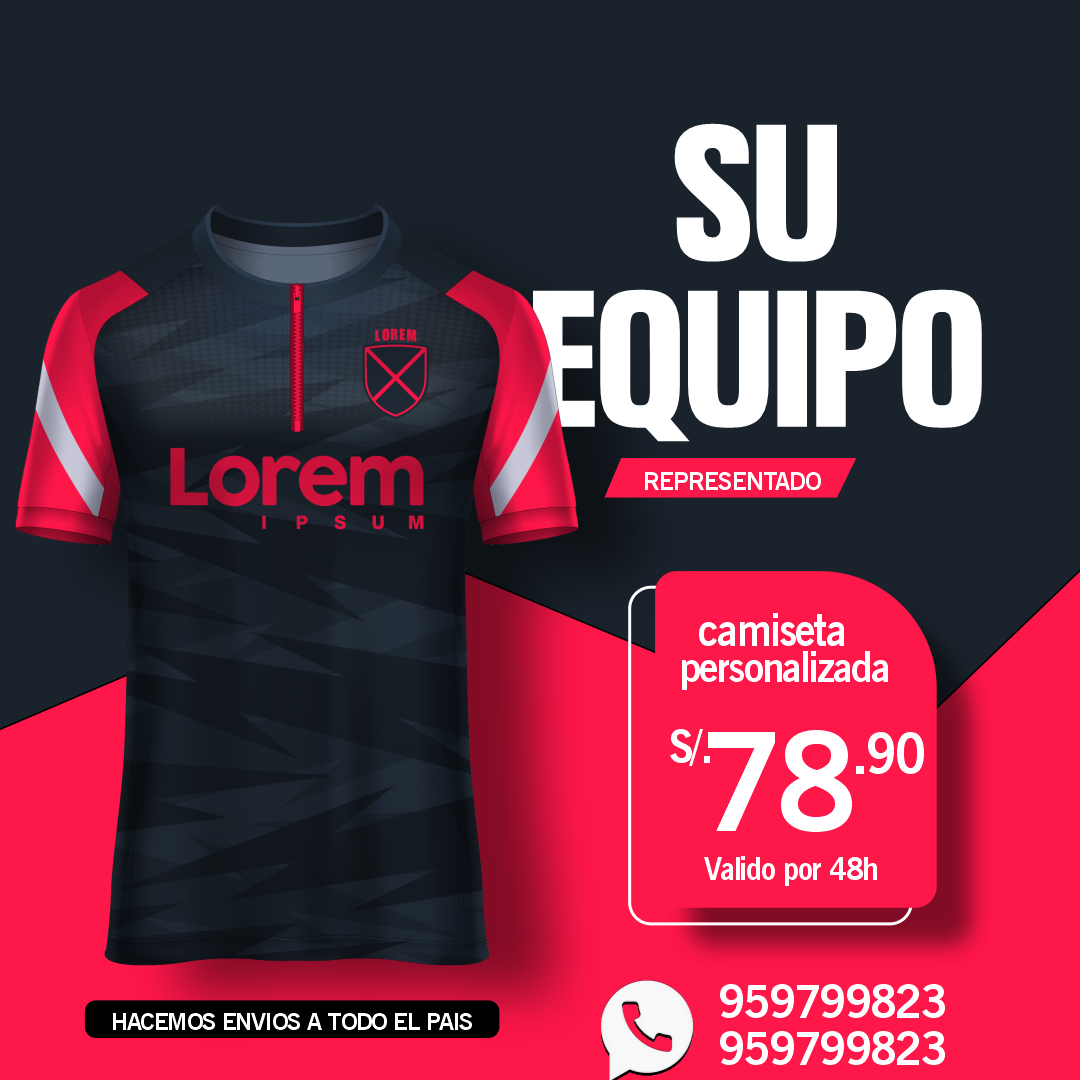 SU
EQUIPO
REPRESENTADO
LOREM
Lorem
IPSUM
camiseta
personalizada
S/.78.90
Valido por 48h
HACEMOS ENVIOS A TODO EL PAIS
959799823
959799823